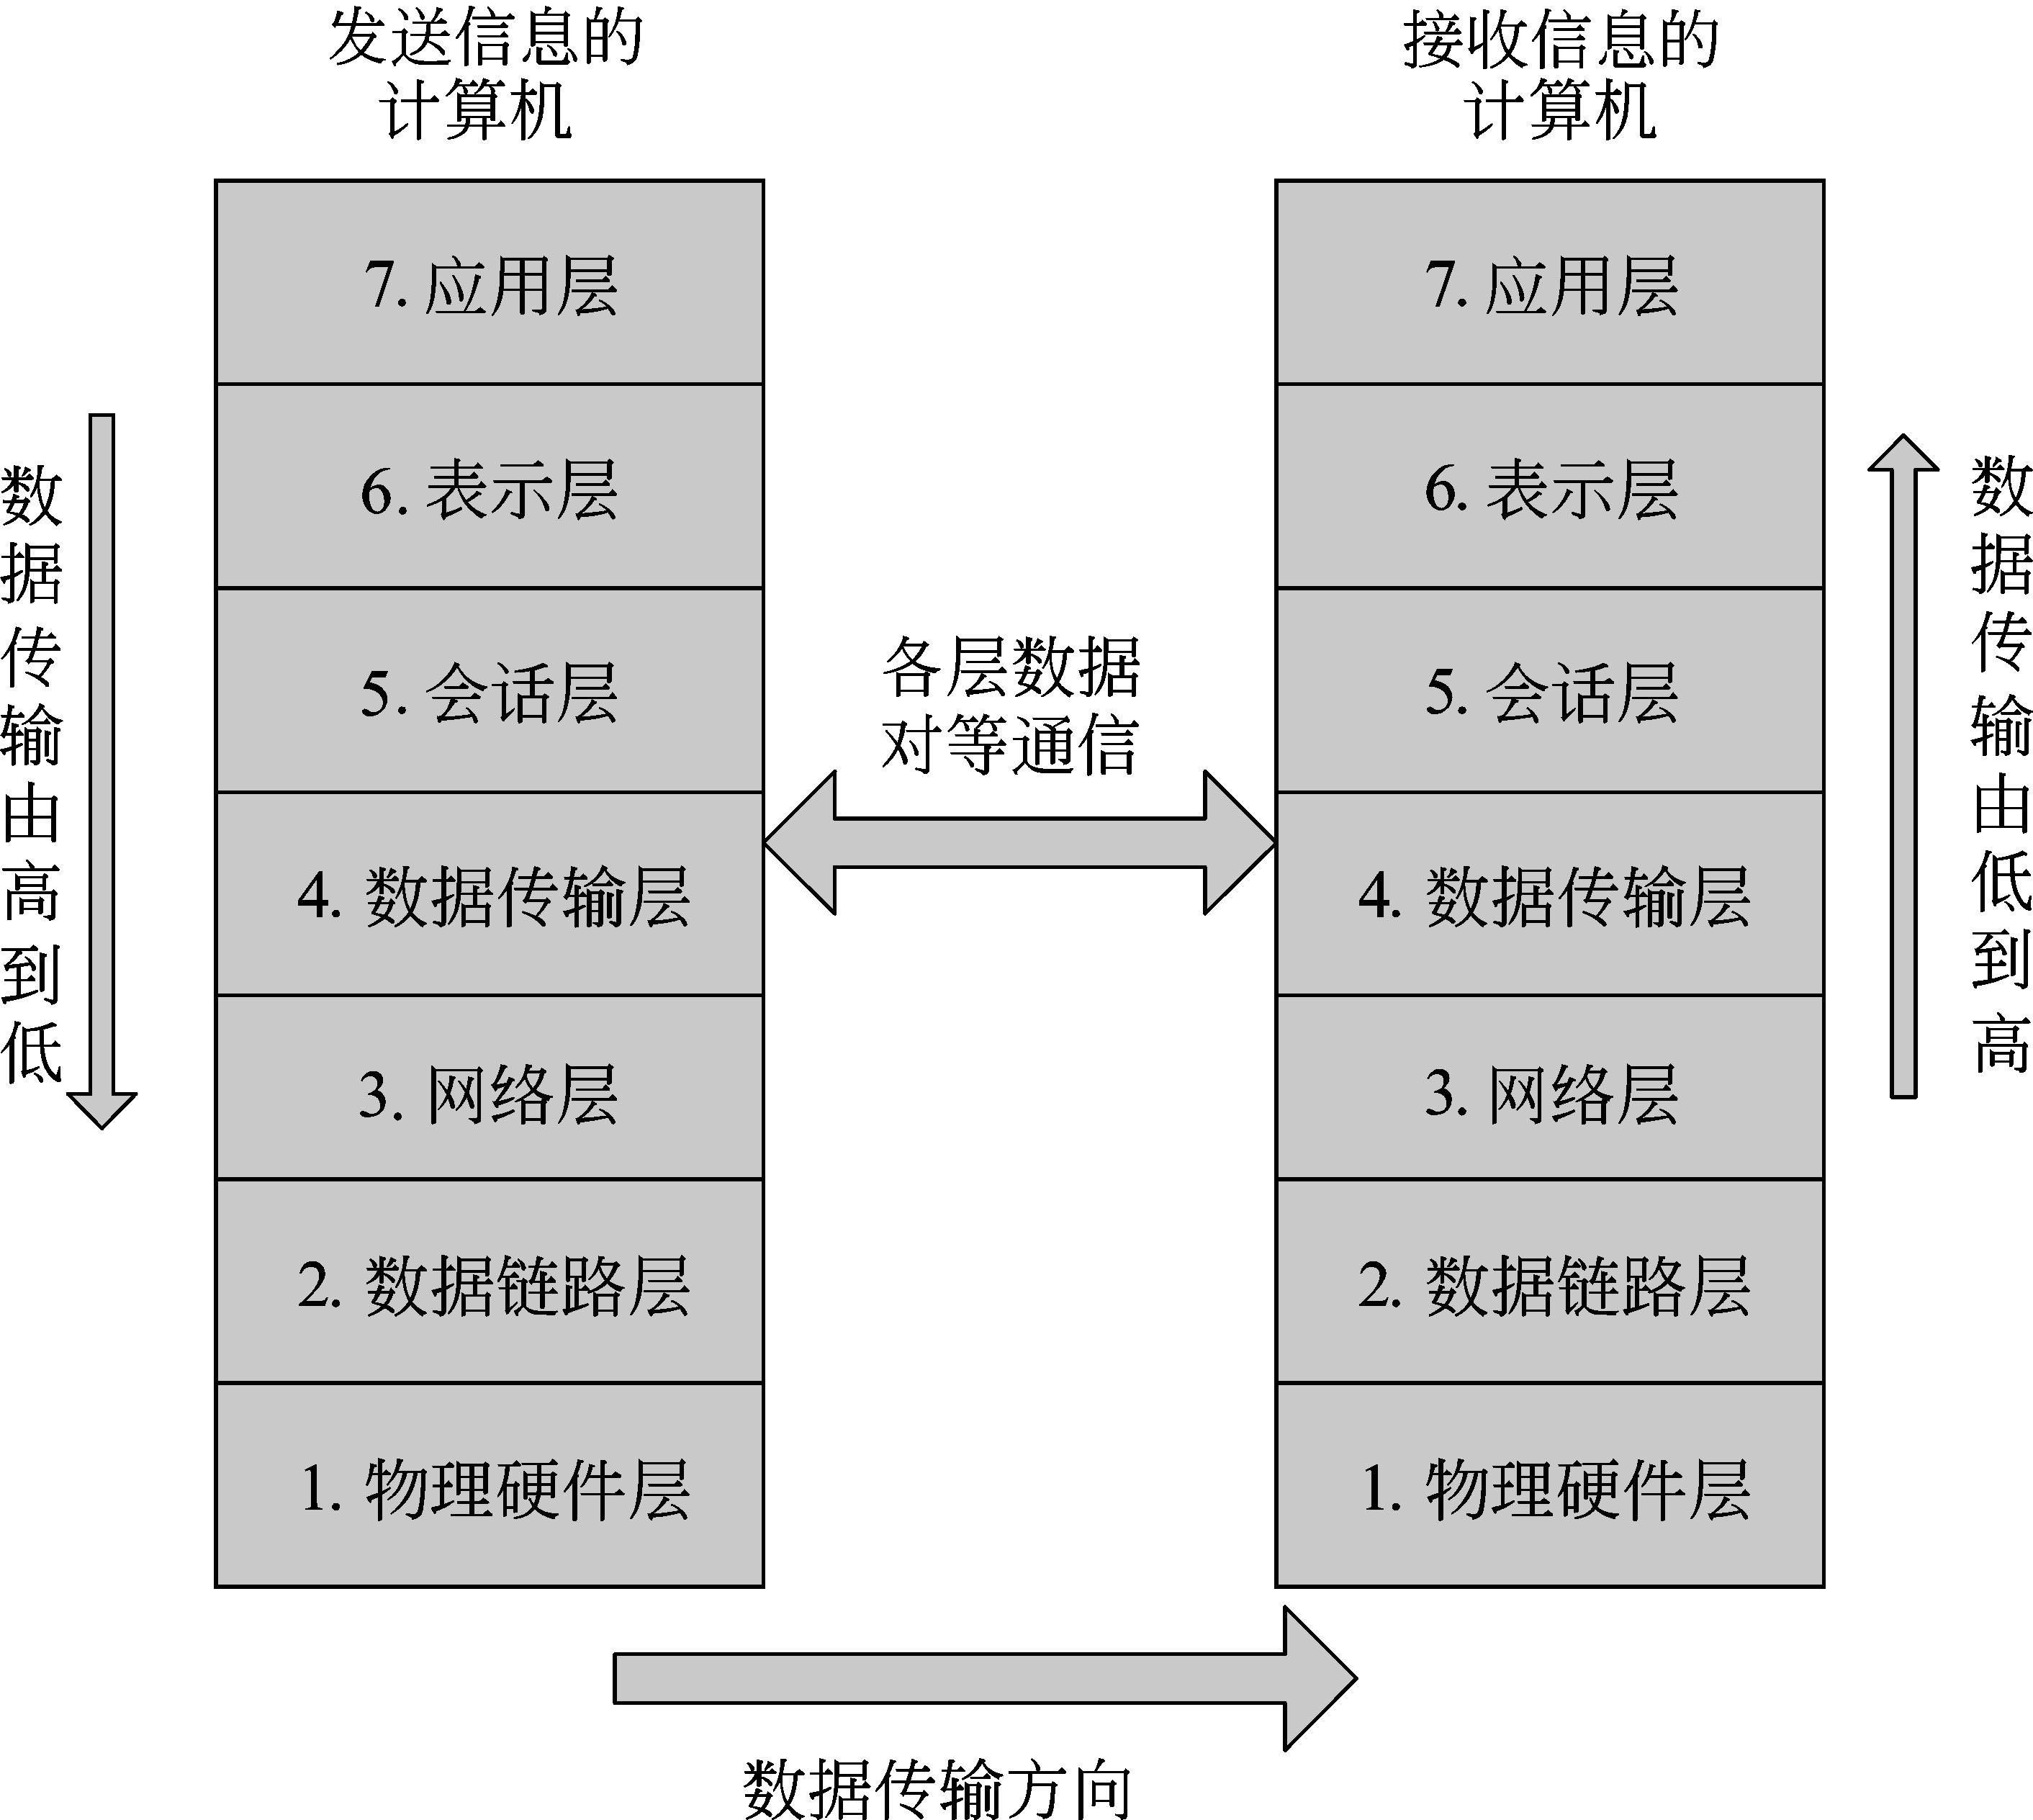 发送信息的
计算机
接收信息的
计算机
7. 应用层
6. 表示层
5. 会话层
4. 数据传输层
3. 网络层
2. 数据链路层
1. 物理硬件层
数据传输由高到低
各层数据
对等通信
7. 应用层
6. 表示层
5. 会话层
4. 数据传输层
3. 网络层
2. 数据链路层
1. 物理硬件层
数据传输由低到高
数据传输方向